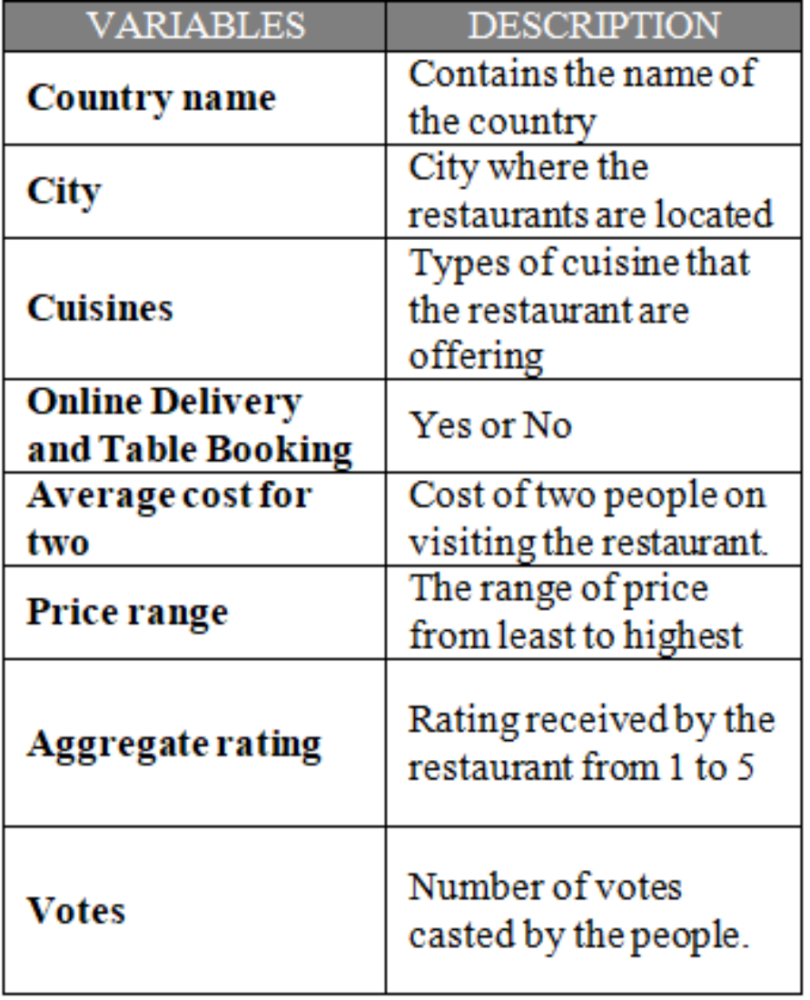 VARIABLES DESCRIPTION
Country name
Contains the name of
the country
City
City where the
restaurants are located
Cuisines
Types of cuisine that
the restaurant are
offering
Online Delivery
and Table Booking
Yes or No
Average cost for
two
Cost of two people on
visiting the restaurant.
Price range
The range of price
from least to highest
Aggregate rating
Rating received by the
restaurant from 1 to 5
Votes
Number of votes
casted by the people.